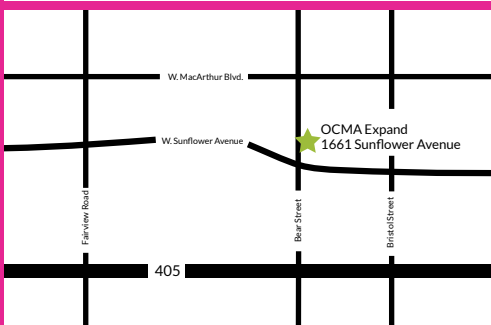 W. MacArthur Blvd.
OCMA Expand
1661 Sunflower Avenue
W. Sunflower Avenue
Fairview Road
Bear Street
Bristol Street
405